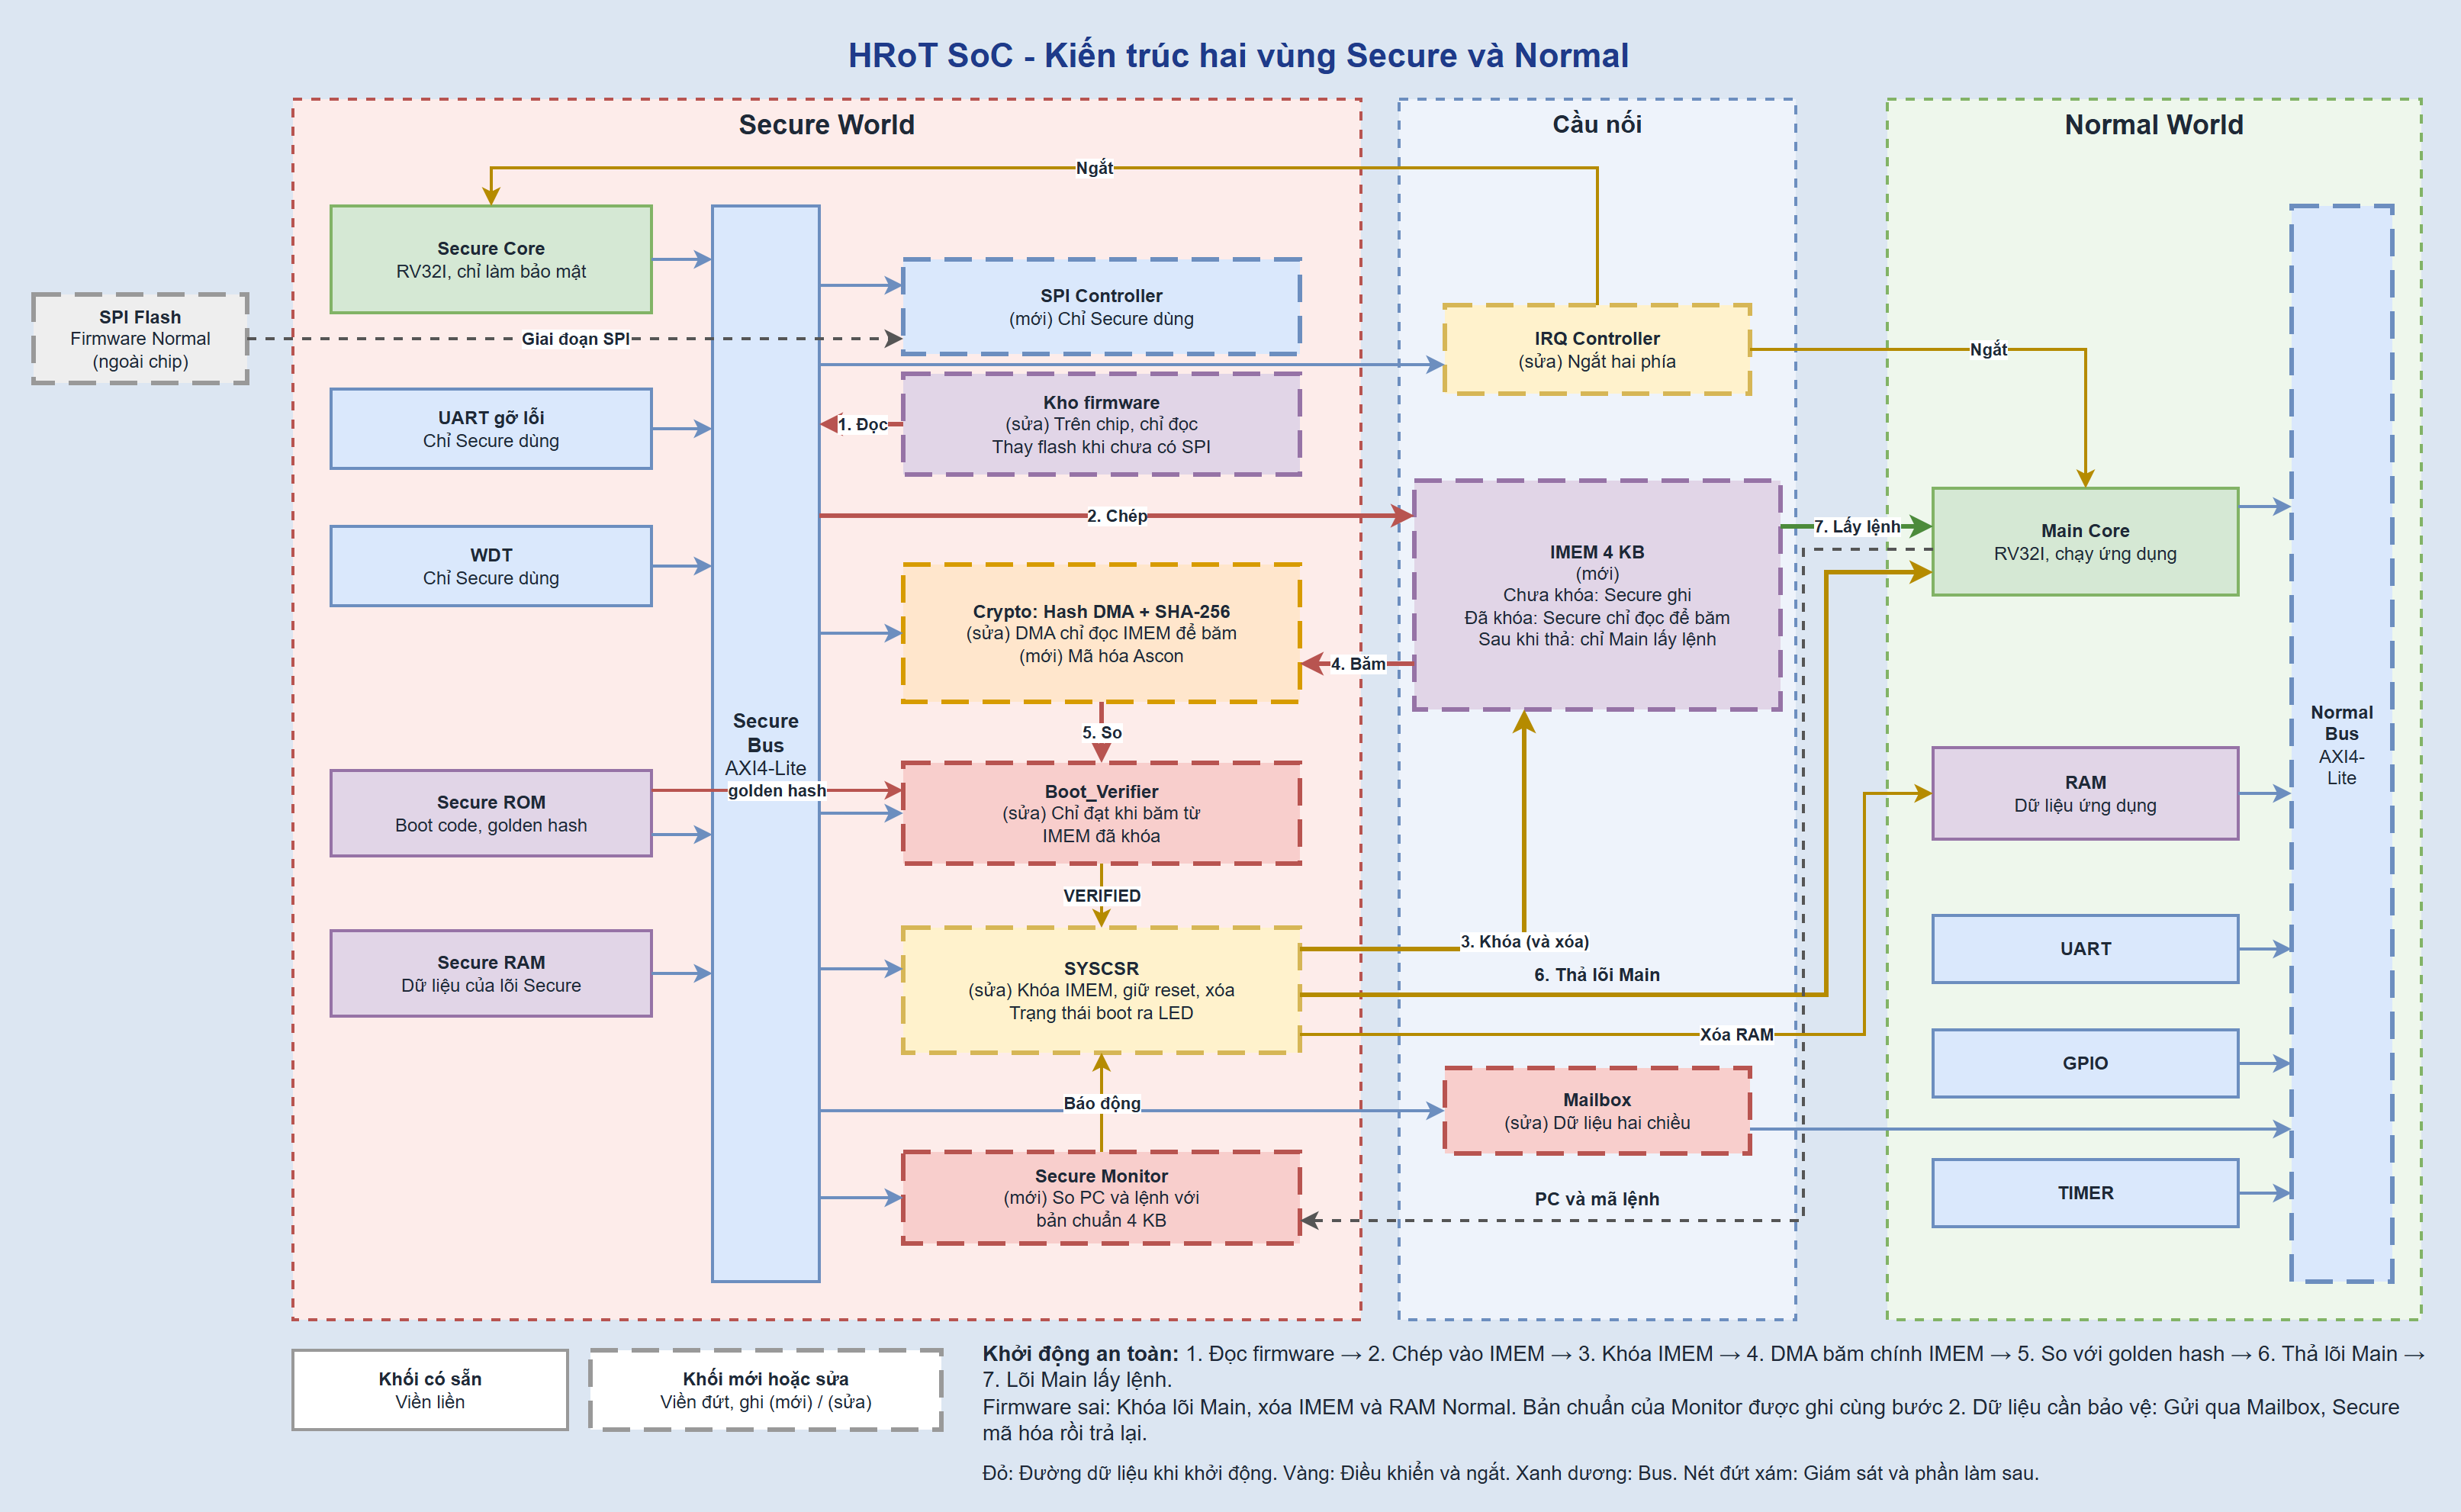 HRoT SoC - Kiến trúc hai vùng Secure và Normal
Secure World
Cầu nối
Normal World
Ngắt
Secure Core
RV32I, chỉ làm bảo mật
SPI Controller
(mới) Chỉ Secure dùng
SPI Flash
Firmware Normal
(ngoài chip)
Giai đoạn SPI
IRQ Controller
(sửa) Ngắt hai phía
Ngắt
UART gỡ lỗi
Chỉ Secure dùng
1. Đọc
Kho firmware
(sửa) Trên chip, chỉ đọc
Thay flash khi chưa có SPI
2. Chép
7. Lấy lệnh
Main Core
RV32I, chạy ứng dụng
WDT
Chỉ Secure dùng
IMEM 4 KB
(mới)
Chưa khóa: Secure ghi
Đã khóa: Secure chỉ đọc để băm
Sau khi thả: chỉ Main lấy lệnh
Crypto: Hash DMA + SHA-256
(sửa) DMA chỉ đọc IMEM để băm
(mới) Mã hóa Ascon
4. Băm
5. So
Secure
Bus
AXI4-Lite
Normal
Bus
AXI4-
Lite
golden hash
Secure ROM
Boot code, golden hash
Boot_Verifier
(sửa) Chỉ đạt khi băm từ
IMEM đã khóa
RAM
Dữ liệu ứng dụng
VERIFIED
Secure RAM
Dữ liệu của lõi Secure
SYSCSR
(sửa) Khóa IMEM, giữ reset, xóa
Trạng thái boot ra LED
3. Khóa (và xóa)
6. Thả lõi Main
Xóa RAM
UART
GPIO
Báo động
Mailbox
(sửa) Dữ liệu hai chiều
Secure Monitor
(mới) So PC và lệnh với
bản chuẩn 4 KB
PC và mã lệnh
TIMER
Khối có sẵn
Viền liền
Khối mới hoặc sửa
Viền đứt, ghi (mới) / (sửa)
Khởi động an toàn: 1. Đọc firmware → 2. Chép vào IMEM → 3. Khóa IMEM → 4. DMA băm chính IMEM → 5. So với golden hash → 6. Thả lõi Main →
7. Lõi Main lấy lệnh.
Firmware sai: Khóa lõi Main, xóa IMEM và RAM Normal. Bản chuẩn của Monitor được ghi cùng bước 2. Dữ liệu cần bảo vệ: Gửi qua Mailbox, Secure
mã hóa rồi trả lại.
Đỏ: Đường dữ liệu khi khởi động. Vàng: Điều khiển và ngắt. Xanh dương: Bus. Nét đứt xám: Giám sát và phần làm sau.